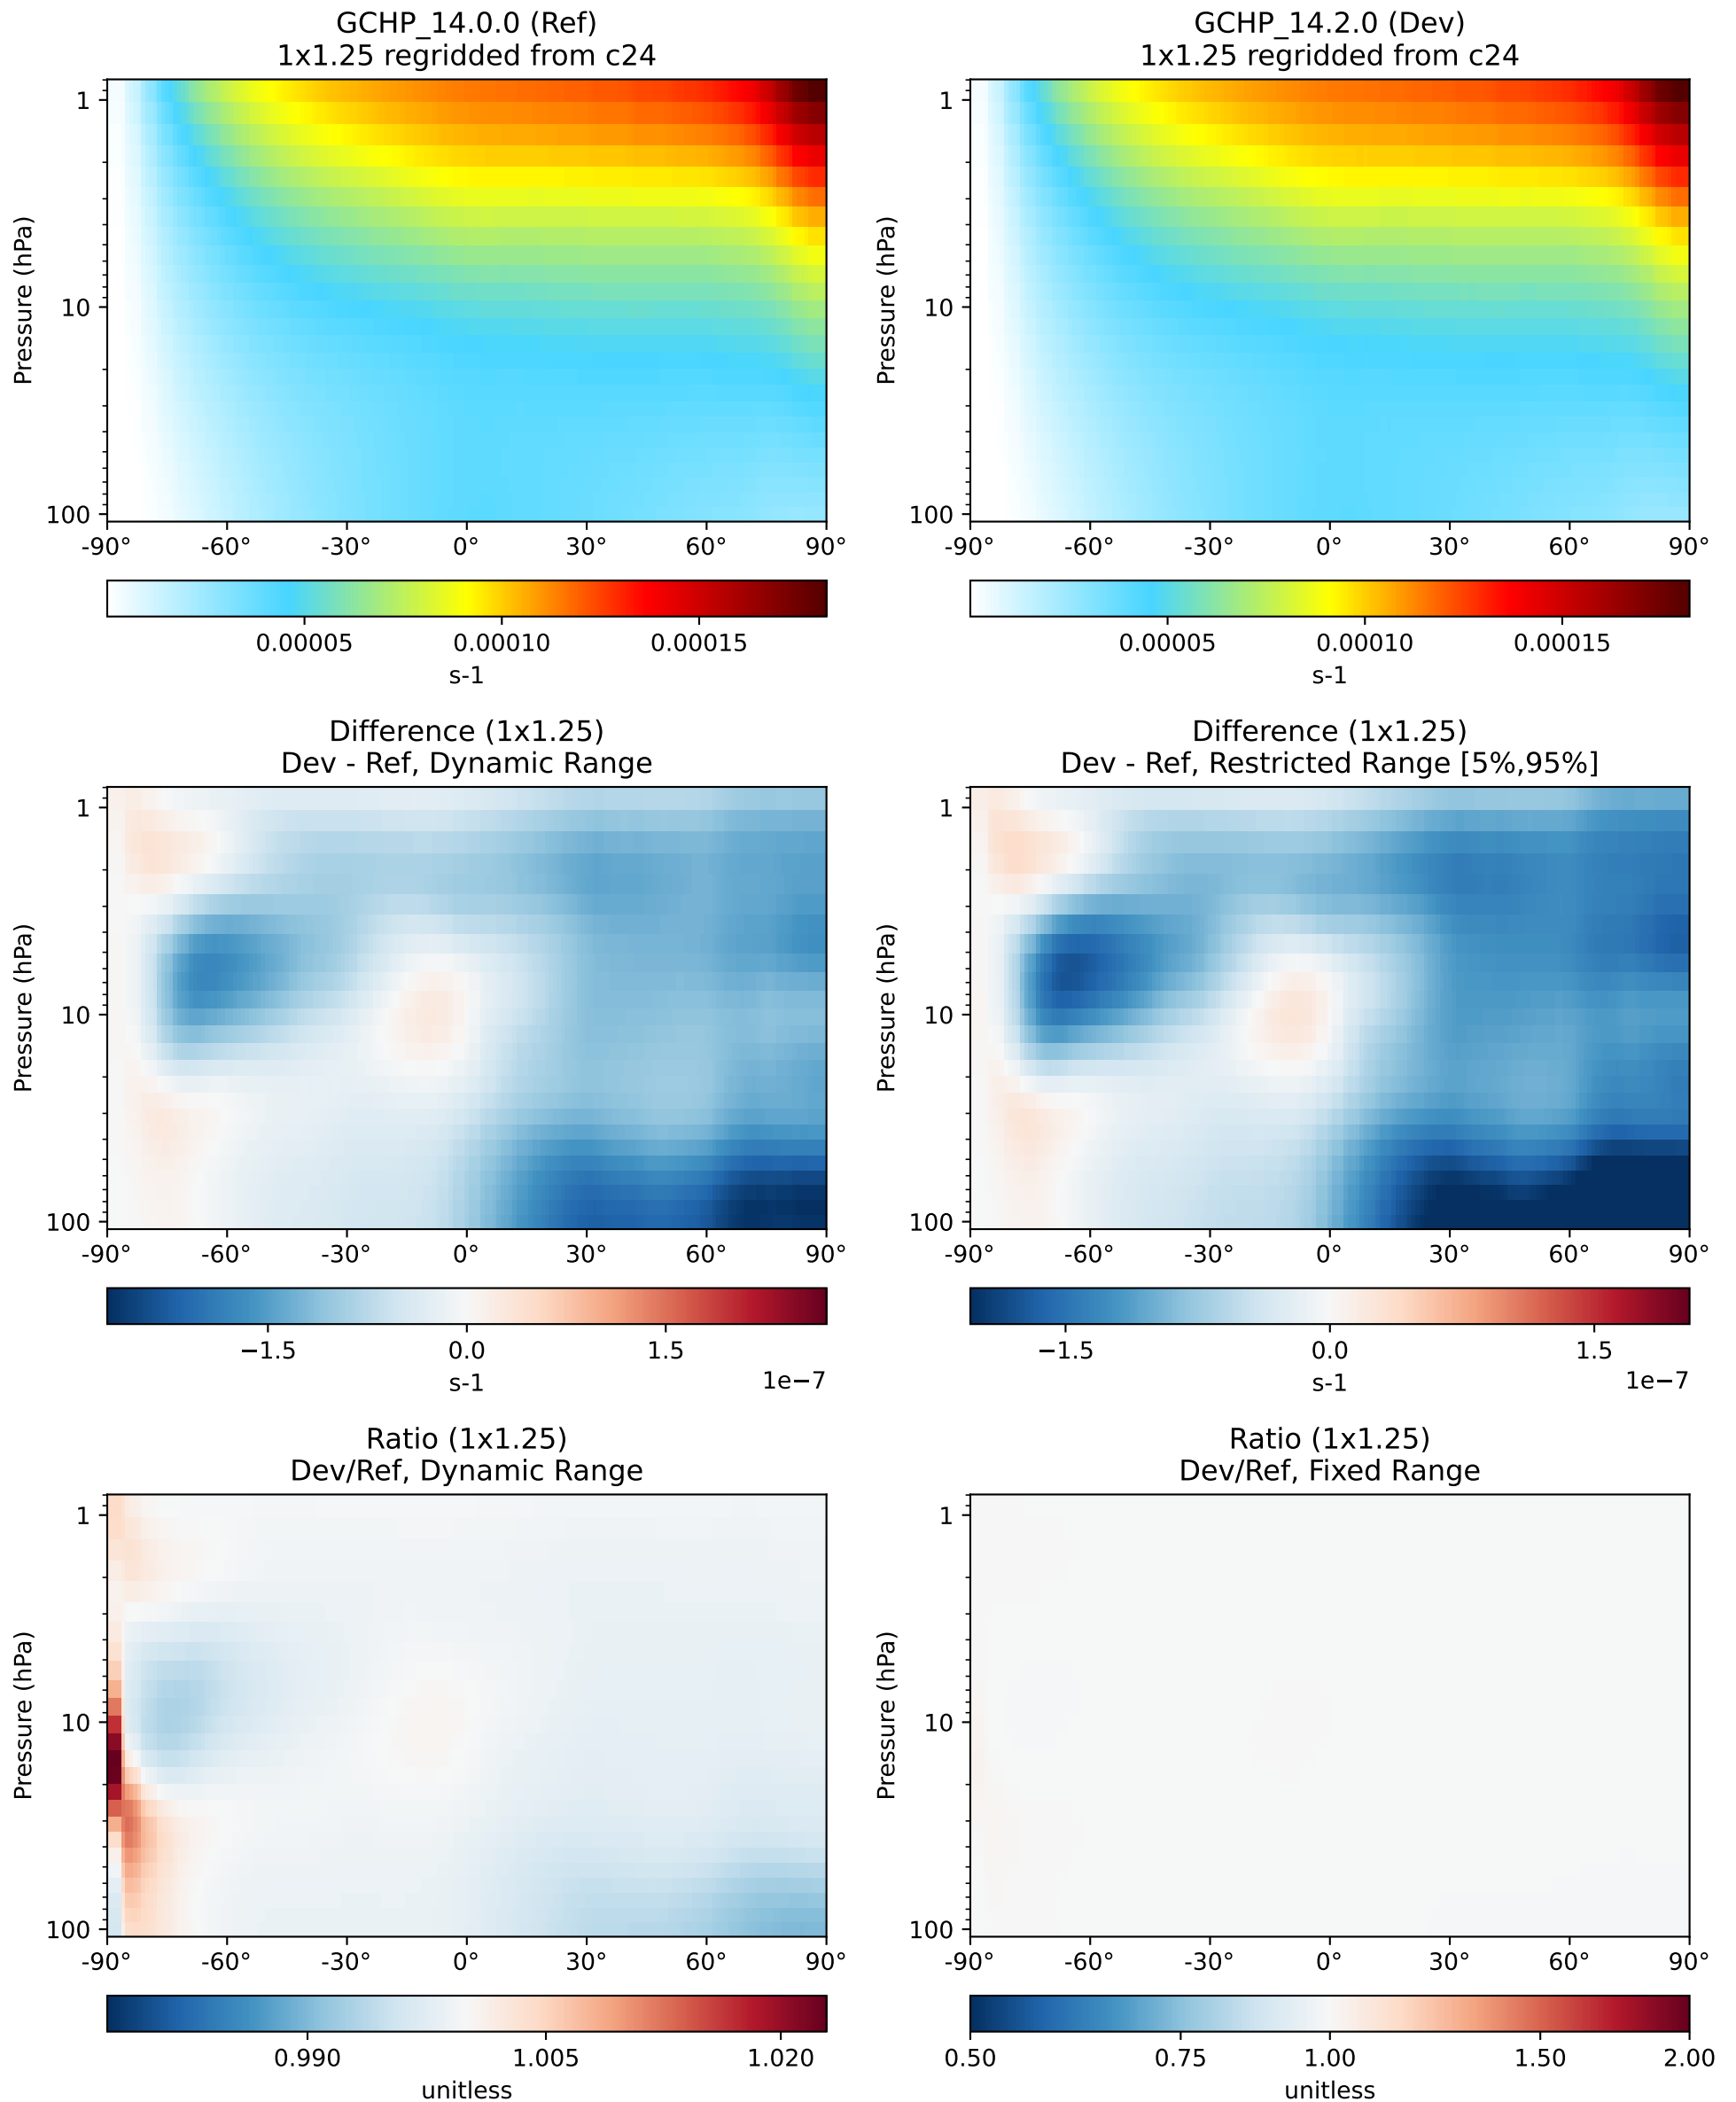 GCHP_14.0.0 (Ref)
1x1.25 regridded from c24
Pressure (hPa)
1
10
100
-90° -60° -30° 0° 30° 60° 90°
0.00005 0.00010 0.00015
s-1
GCHP_14.2.0 (Dev)
1x1.25 regridded from c24
Pressure (hPa)
1
10
100
-90° -60° -30° 0° 30° 60° 90°
0.00005 0.00010 0.00015
s-1
Difference (1x1.25)
Dev - Ref, Dynamic Range
Pressure (hPa)
1
10
100
-90° -60° -30° 0° 30° 60° 90°
−1.5 0.0 1.5
s-1
1e−7
Difference (1x1.25)
Dev - Ref, Restricted Range [5%,95%]
Pressure (hPa)
1
10
100
-90° -60° -30° 0° 30° 60° 90°
−1.5 0.0 1.5
s-1
1e−7
Ratio (1x1.25)
Dev/Ref, Dynamic Range
Pressure (hPa)
1
10
100
-90° -60° -30° 0° 30° 60° 90°
0.990 1.005 1.020
unitless
Ratio (1x1.25)
Dev/Ref, Fixed Range
Pressure (hPa)
1
10
100
-90° -60° -30° 0° 30° 60° 90°
0.50 0.75 1.00 1.50 2.00
unitless